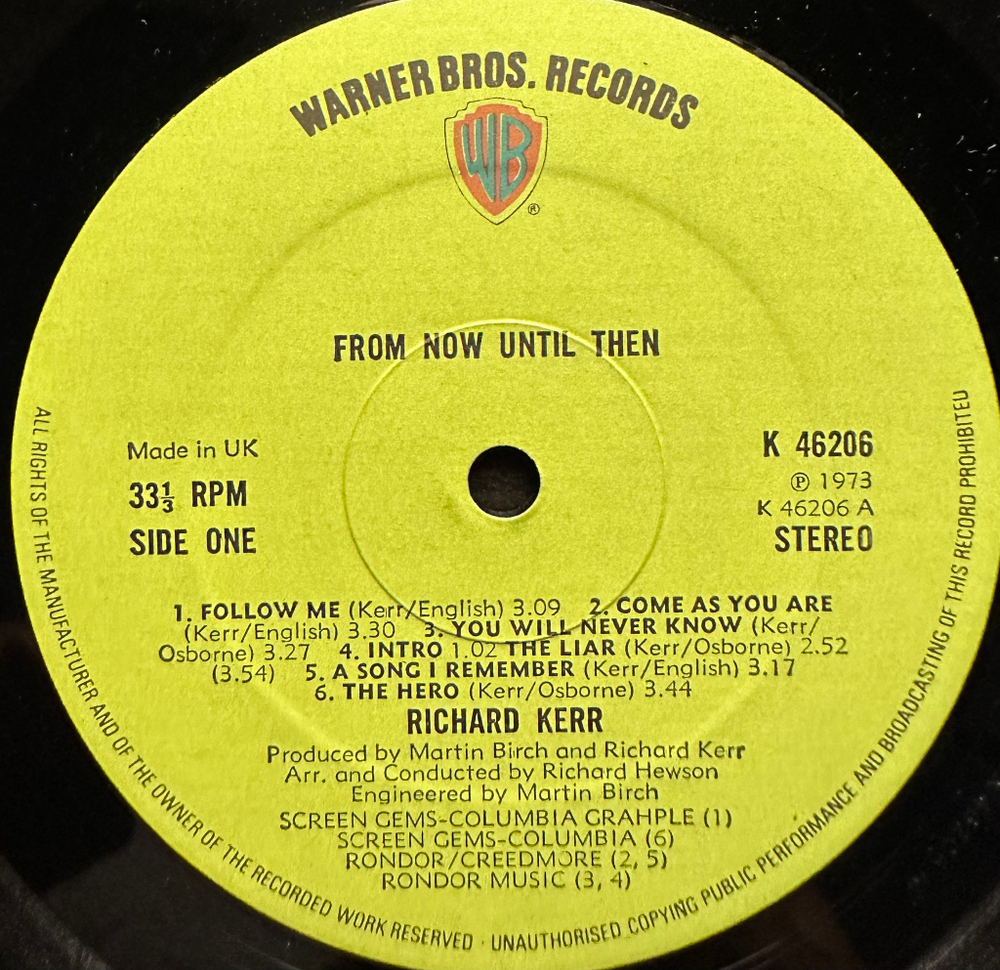 WARNER BROS. RECORDS
WB
®
FROM NOW UNTIL THEN
Made in UK
33⅓ RPM
SIDE ONE
K 46206
℗ 1973
K 46206 A
STEREO
1. FOLLOW ME (Kerr/English) 3.09 2. COME AS YOU ARE
(Kerr/English) 3.30 3. YOU WILL NEVER KNOW (Kerr/
Osborne) 3.27 4. INTRO 1.02 THE LIAR (Kerr/Osborne) 2.52
(3.54) 5. A SONG I REMEMBER (Kerr/English) 3.17
6. THE HERO (Kerr/Osborne) 3.44
RICHARD KERR
Produced by Martin Birch and Richard Kerr
Arr. and Conducted by Richard Hewson
Engineered by Martin Birch
SCREEN GEMS-COLUMBIA GRAHPLE (1)
SCREEN GEMS-COLUMBIA (6)
RONDOR/CREEDMORE (2, 5)
RONDOR MUSIC (3, 4)
ALL RIGHTS OF THE MANUFACTURER AND OF THE OWNER OF THE RECORDED WORK RESERVED · UNAUTHORISED COPYING PUBLIC PERFORMANCE AND BROADCASTING OF THIS RECORD PROHIBITED